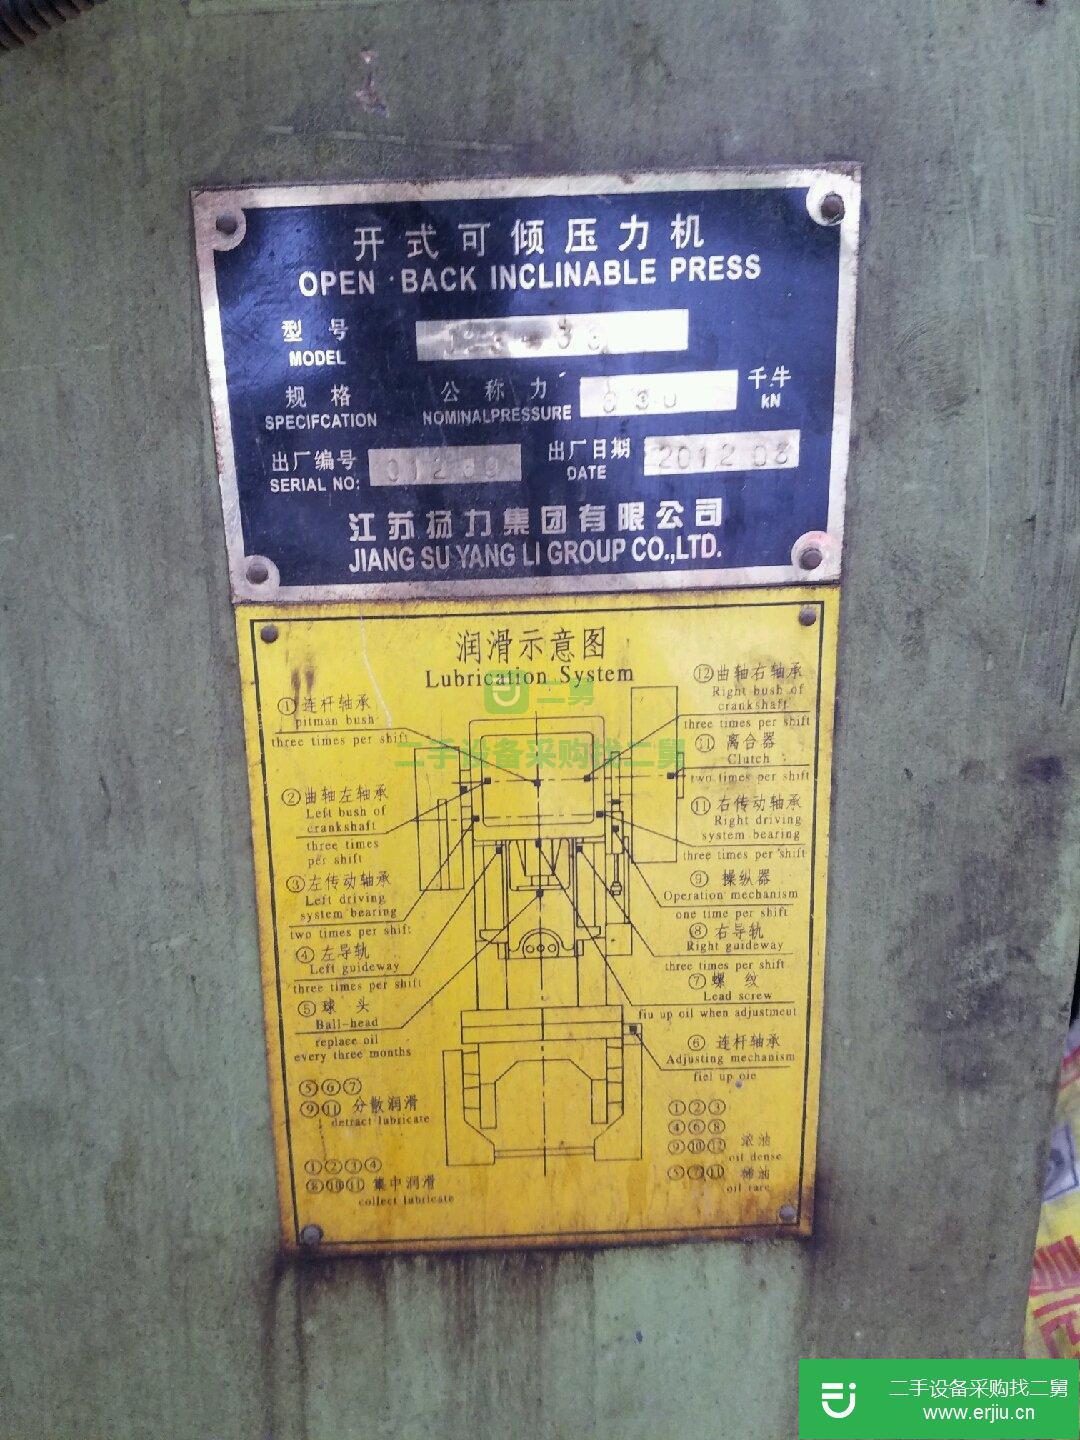 开式可倾压力机
OPEN·BACK INCLINABLE PRESS
型号
MODEL
规格 公称力 630 千牛
SPECIFCATION NOMINALPRESSURE kN
出厂编号 出厂日期 2012 08
SERIAL NO: DATE
江苏扬力集团有限公司
JIANG SU YANG LI GROUP CO.,LTD.
润滑示意图
Lubrication System
二舅
二手设备采购找二舅
①连杆轴承
pitman bush
three times per shift
②曲轴左轴承
Left bush of
crankshaft
three times
per shift
③左传动轴承
Left driving
system bearing
two times per shift
④左导轨
Left guideway
three times per shift
⑤球 头
Ball-head
replace oil
every three months
⑫曲轴右轴承
Right bush of
crankshaft
three times per shift
⑪离合器
Clutch
two times per shift
⑪右传动轴承
Right driving
system bearing
three times per shift
⑨操纵器
Operation mechanism
one time per shift
⑧右导轨
Right guideway
three times per shift
⑦螺 纹
Lead screw
fiu up oil when adjustment
⑥连杆轴承
Adjusting mechanism
fiel up oie
⑤⑥⑦
⑨⑪分散润滑
detract lubricate
①②③④
⑧⑩⑪集中润滑
collect lubricate
①②③
④⑥⑧
⑨⑩⑫浓油
oil dense
⑤⑦⑪稀油
oil rare
二手设备采购找二舅
www.erjiu.cn